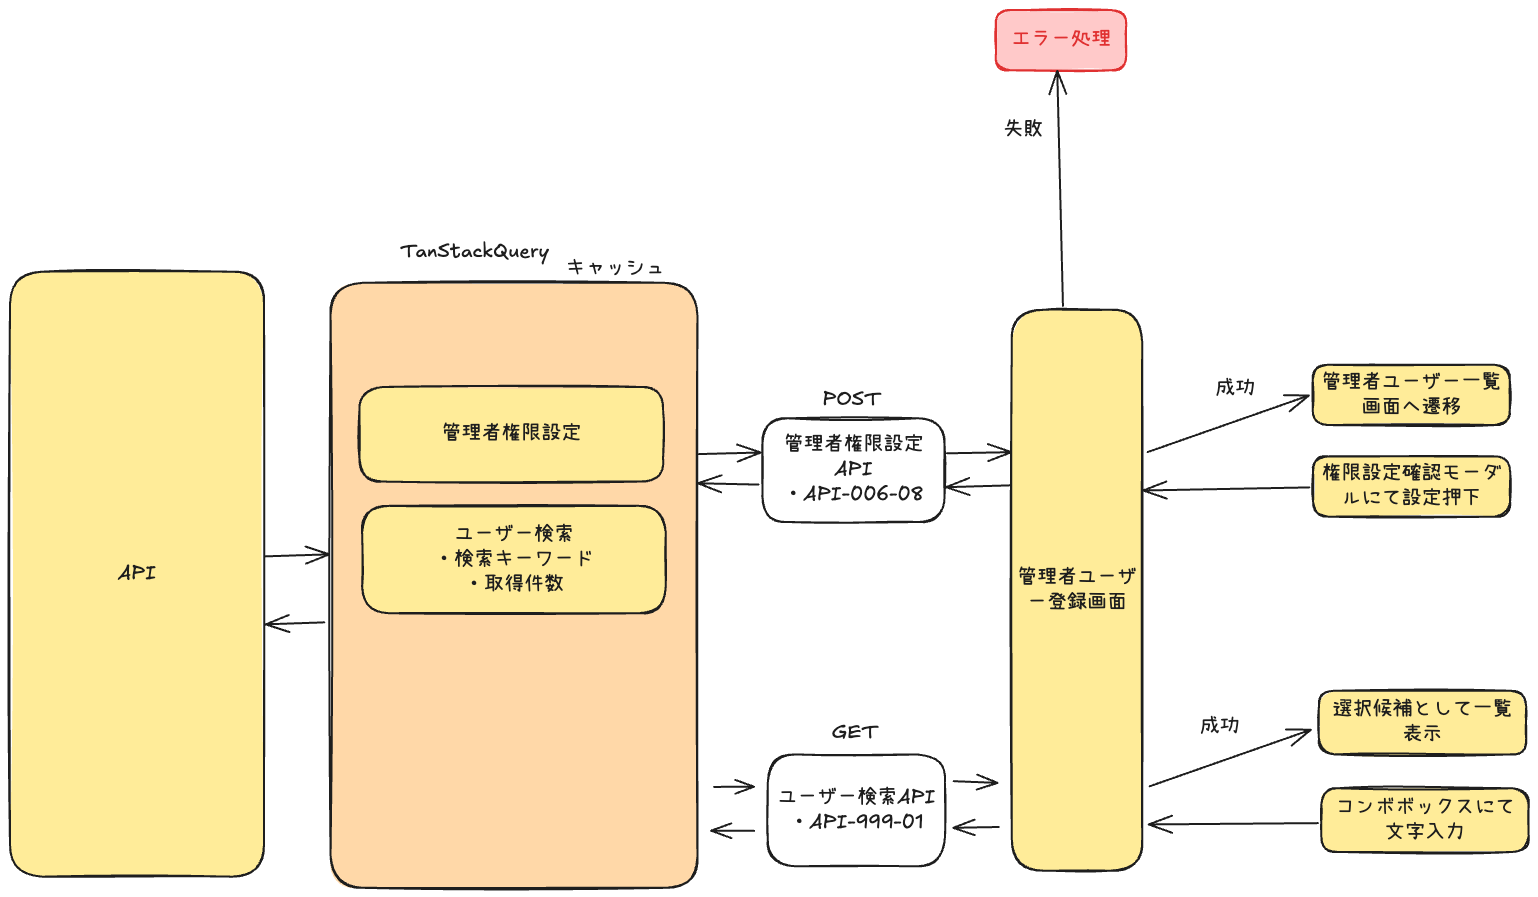 エラー処理
失敗
TanStackQuery
キャッシュ
API
管理者権限設定
ユーザー検索
・検索キーワード
・取得件数
POST
管理者権限設定
API
・API-006-08
GET
ユーザー検索API
・API-999-01
管理者ユーザ
ー登録画面
成功
管理者ユーザー一覧
画面へ遷移
権限設定確認モーダ
ルにて設定押下
成功
選択候補として一覧
表示
コンボボックスにて
文字入力